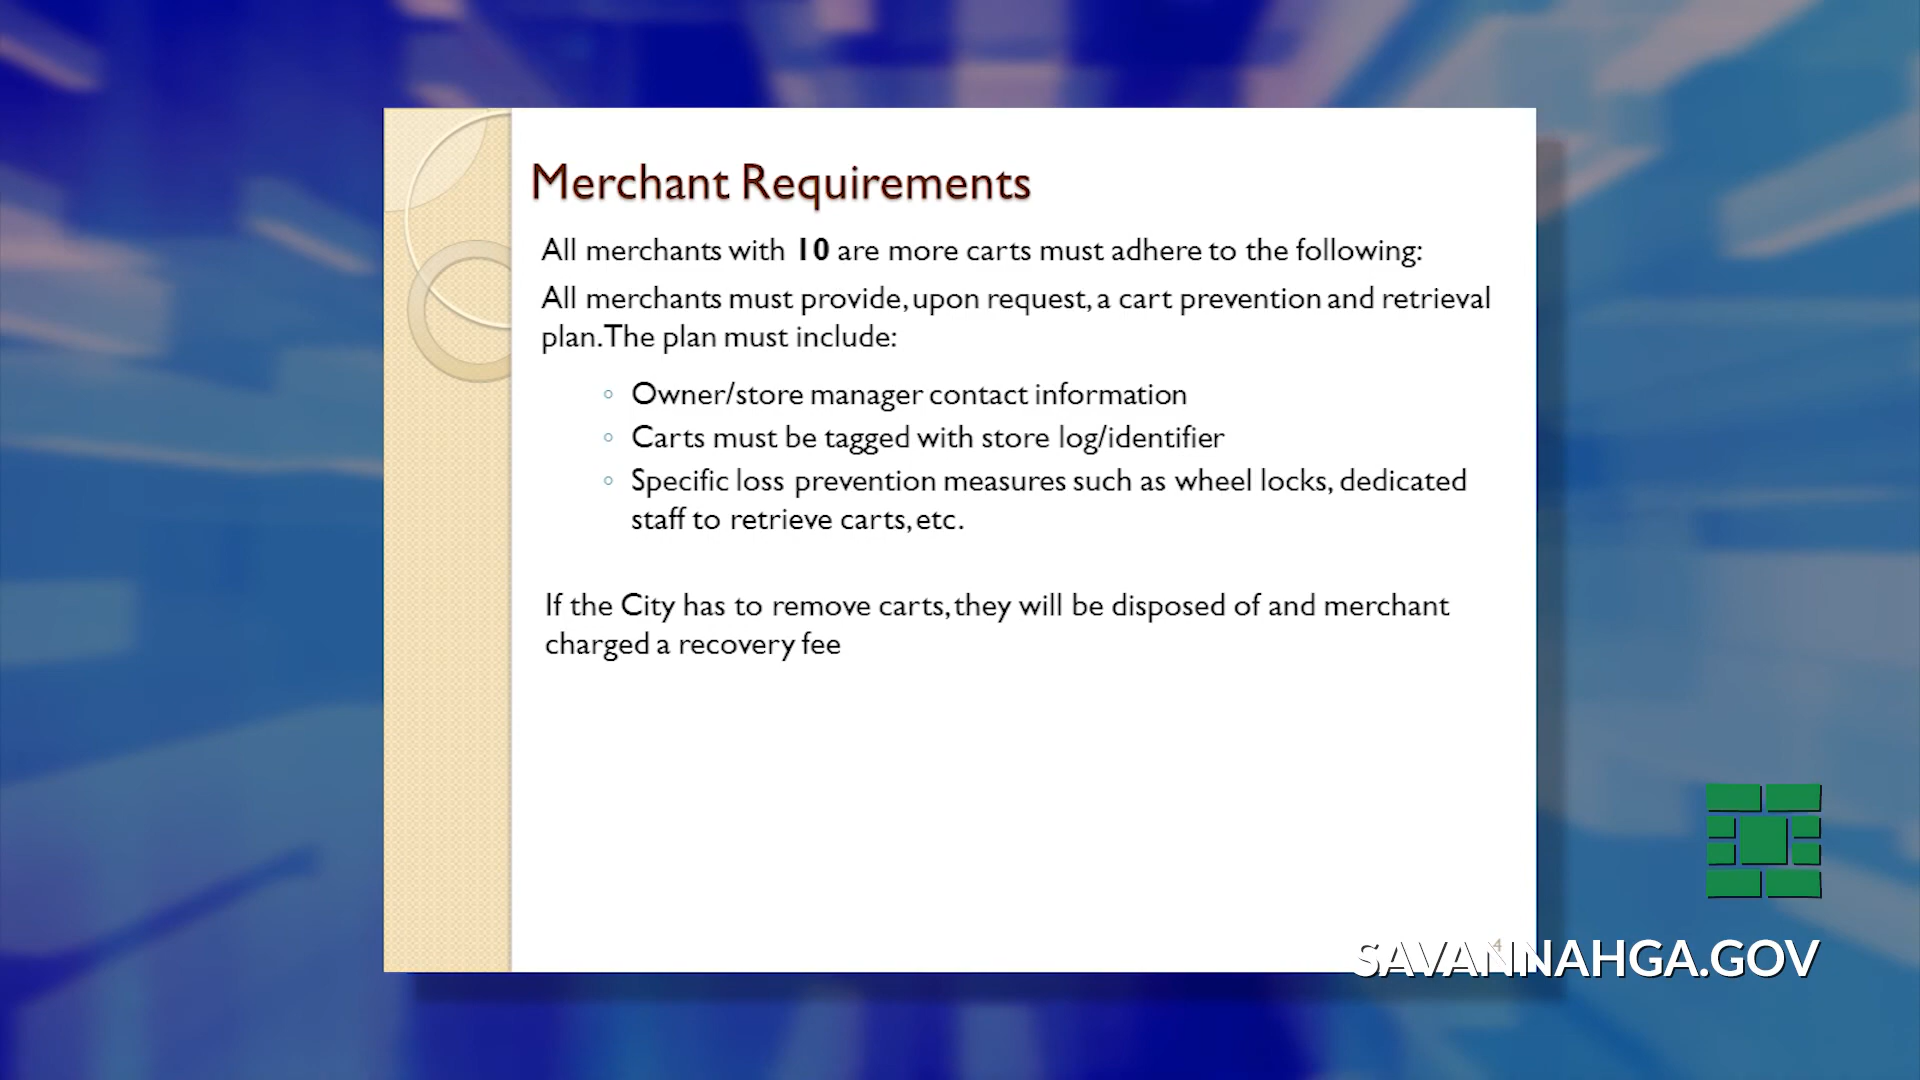 Merchant Requirements
All merchants with 10 are more carts must adhere to the following:
All merchants must provide, upon request, a cart prevention and retrieval
plan. The plan must include:
◦ Owner/store manager contact information
◦ Carts must be tagged with store log/identifier
◦ Specific loss prevention measures such as wheel locks, dedicated
staff to retrieve carts, etc.
If the City has to remove carts, they will be disposed of and merchant
charged a recovery fee
4
SAVANNAHGA.GOV